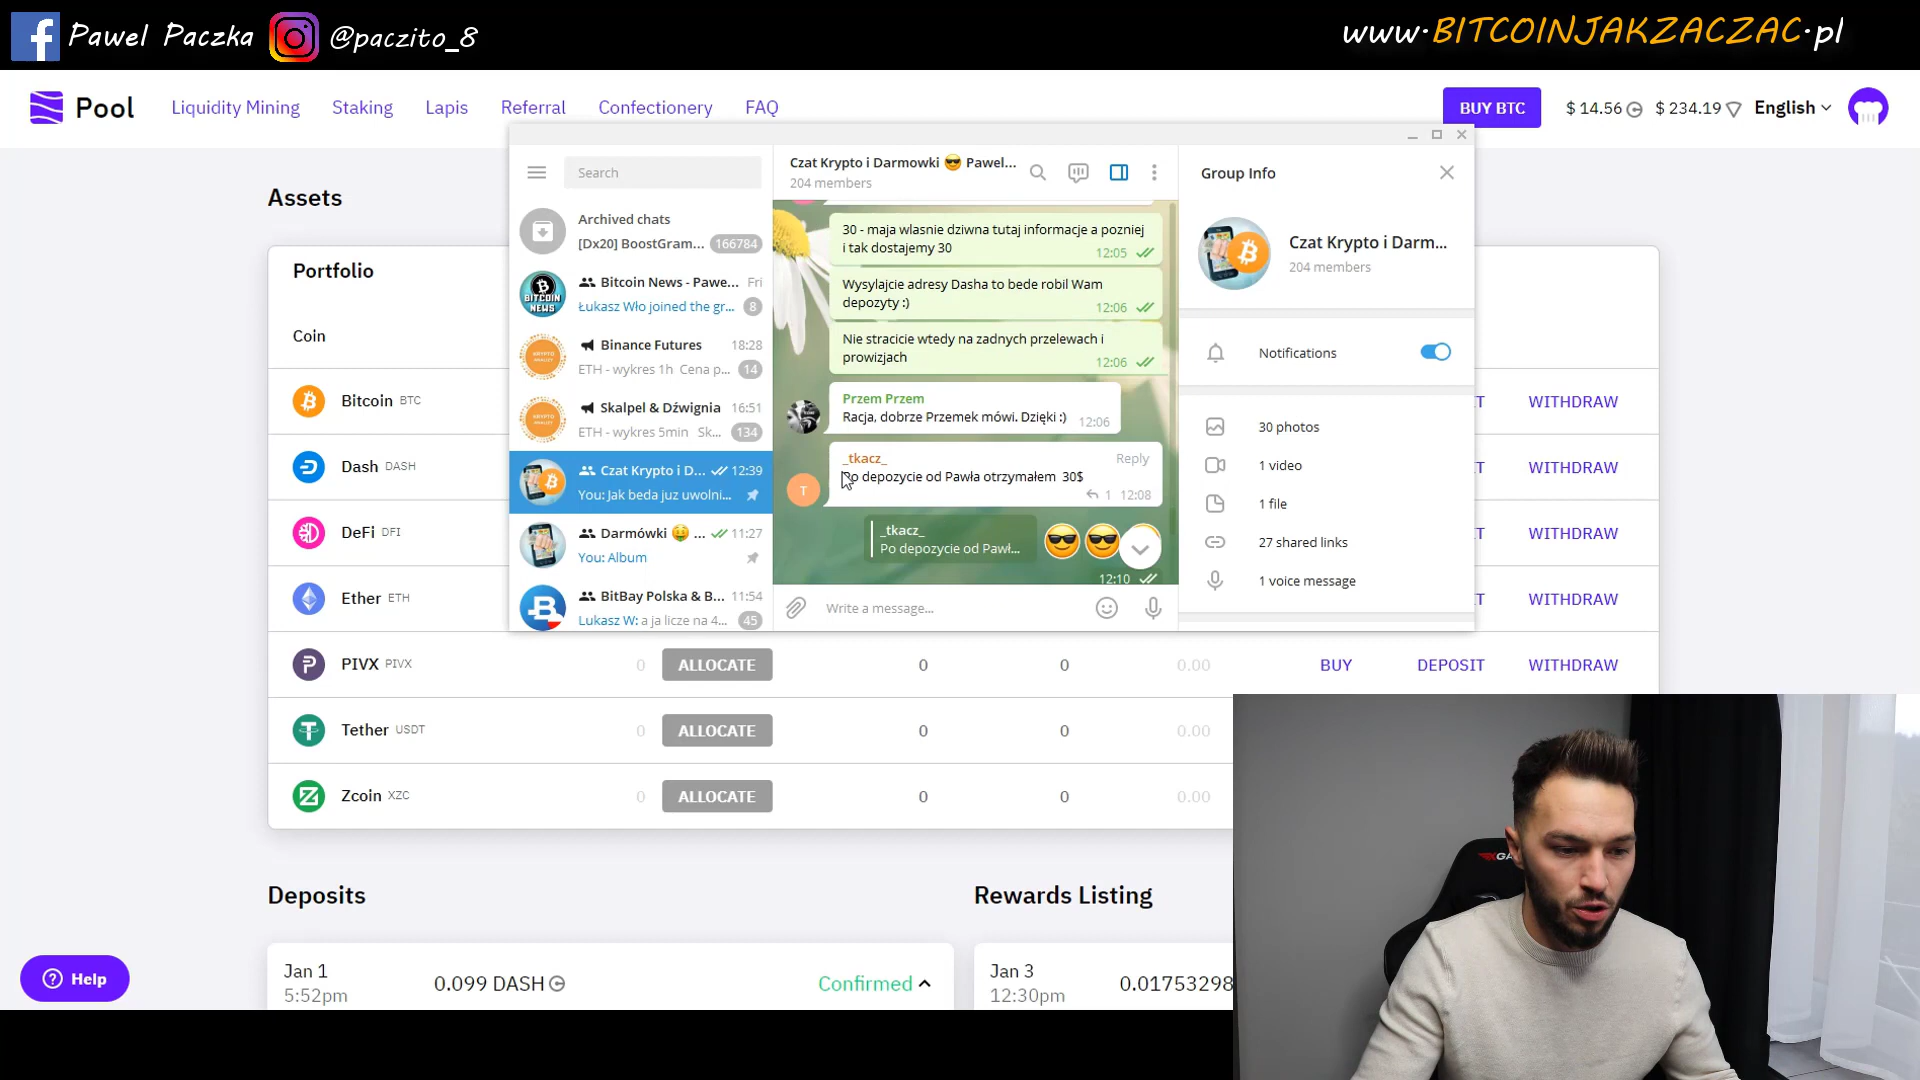 Pawel Paczka @paczito_8
www.BITCOINJAKZACZAC.pl
Pool
Liquidity Mining
Staking
Lapis
Referral
Confectionery
FAQ
BUY BTC
$ 14.56
$ 234.19
English
Assets
Portfolio
Coin
Bitcoin BTC
Dash DASH
DeFi DFI
Ether ETH
PIVX PIVX
Tether USDT
Zcoin XZC
Search
Archived chats
[Dx20] BoostGram... 166784
Bitcoin News - Pawe... Fri
Łukasz Wło joined the gr... 8
Binance Futures 18:28
ETH - wykres 1h Cena p... 14
Skalpel & Dźwignia 16:51
ETH - wykres 5min Sk... 134
Czat Krypto i D... 12:39
You: Jak beda juz uwolni...
Darmówki 🤑 ... 11:27
You: Album
BitBay Polska & B... 11:54
Lukasz W: a ja licze na 4... 45
Czat Krypto i Darmowki 😎 Pawel...
204 members
30 - maja wlasnie dziwna tutaj informacje a pozniej
i tak dostajemy 30
12:05
Wysylajcie adresy Dasha to bede robil Wam
depozyty :)
12:06
Nie stracicie wtedy na zadnych przelewach i
prowizjach
12:06
Przem Przem
Racja, dobrze Przemek mówi. Dzięki :) 12:06
_tkacz_ Reply
depozycie od Pawła otrzymałem 30$
1 12:08
_tkacz_
Po depozycie od Pawł...
😎😎
12:10
Write a message...
Group Info
Czat Krypto i Darm...
204 members
Notifications
30 photos
1 video
1 file
27 shared links
1 voice message
T WITHDRAW
T WITHDRAW
T WITHDRAW
T WITHDRAW
0 ALLOCATE 0 0 0.00 BUY DEPOSIT WITHDRAW
0 ALLOCATE 0 0 0.00
0 ALLOCATE 0 0 0.00
Deposits
Jan 1
5:52pm
0.099 DASH
Confirmed
Rewards Listing
Jan 3
12:30pm
0.01753298
Help